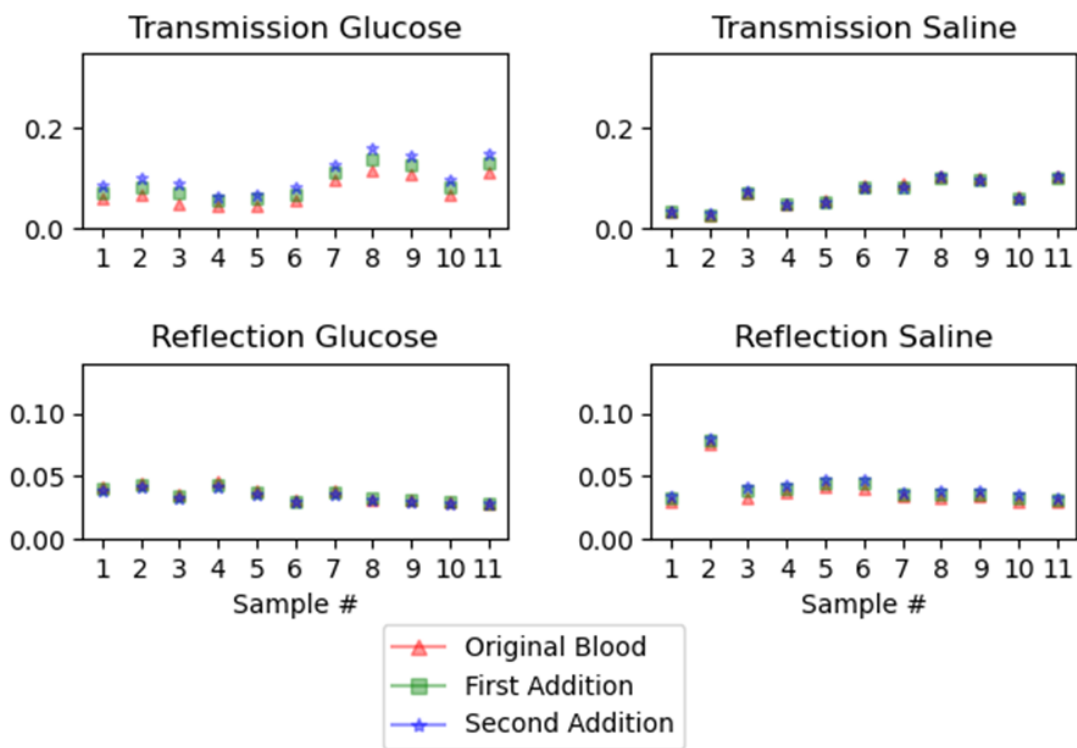 Transmission Glucose
0.2
0.0
1 2 3 4 5 6 7 8 9 10 11
Transmission Saline
0.2
0.0
1 2 3 4 5 6 7 8 9 10 11
Reflection Glucose
0.10
0.05
0.00
1 2 3 4 5 6 7 8 9 10 11
Sample #
Reflection Saline
0.10
0.05
0.00
1 2 3 4 5 6 7 8 9 10 11
Sample #
Original Blood
First Addition
Second Addition